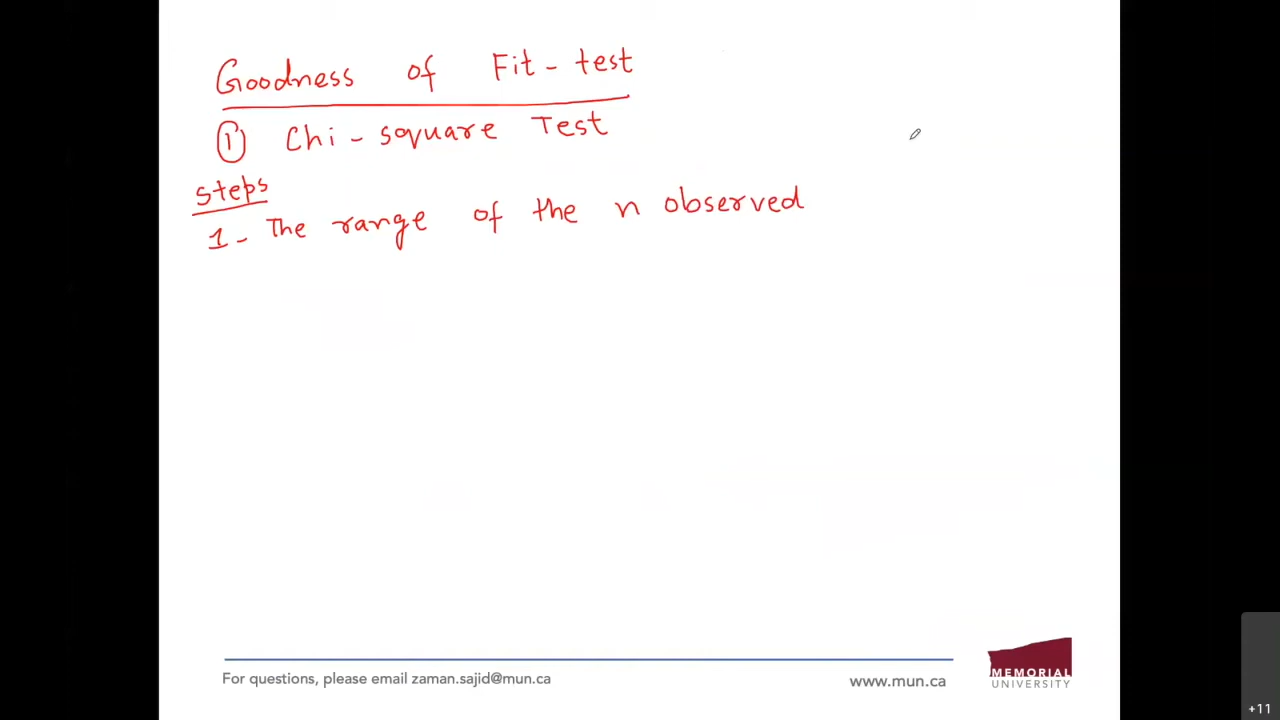 Goodness of Fit - test
① Chi - square Test
steps
1 - The range of the n observed
For questions, please email zaman.sajid@mun.ca
www.mun.ca
MEMORIAL
UNIVERSITY
+11